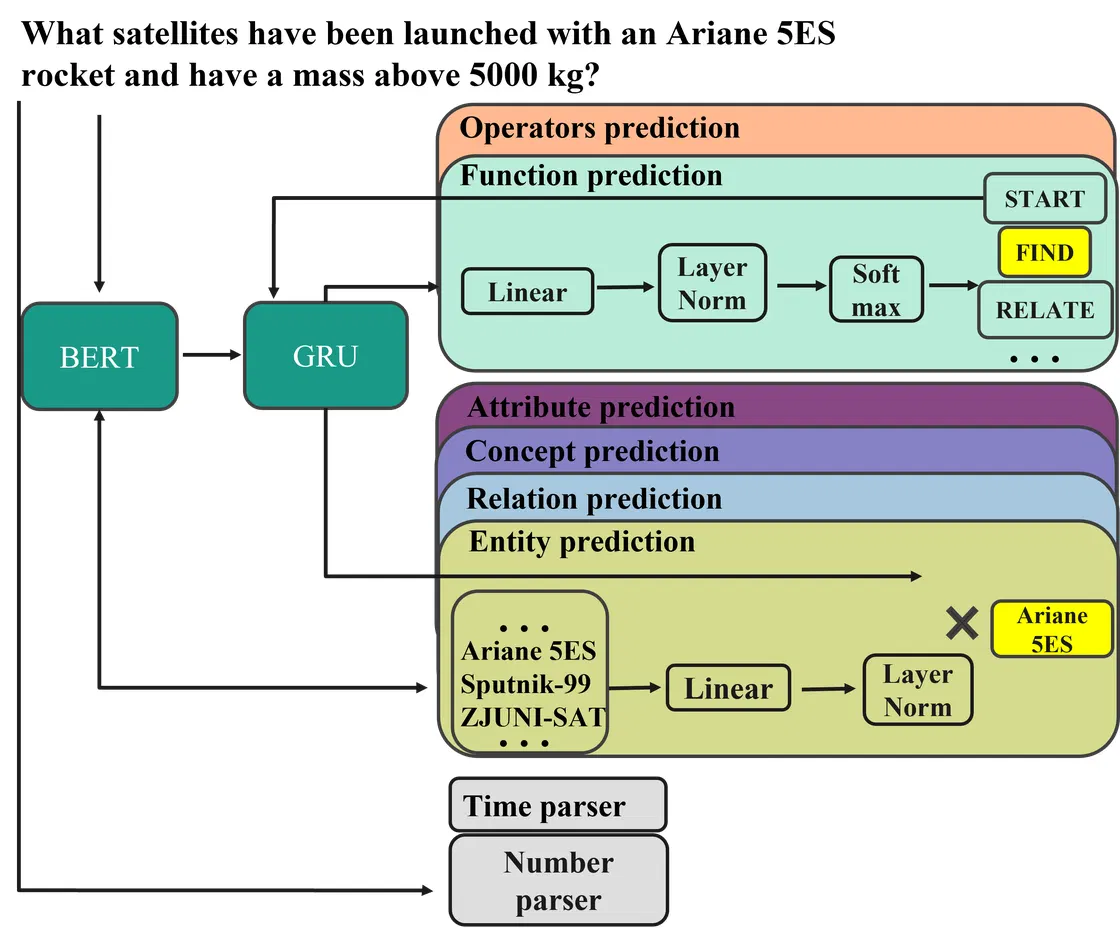 What satellites have been launched with an Ariane 5ES
rocket and have a mass above 5000 kg?
Operators prediction
Function prediction
START
FIND
RELATE
. . .
Linear
Layer
Norm
Soft
max
BERT
GRU
Attribute prediction
Concept prediction
Relation prediction
Entity prediction
. . .
Ariane 5ES
Sputnik-99
ZJUNI-SAT
. . .
Linear
Layer
Norm
Ariane
5ES
Time parser
Number
parser